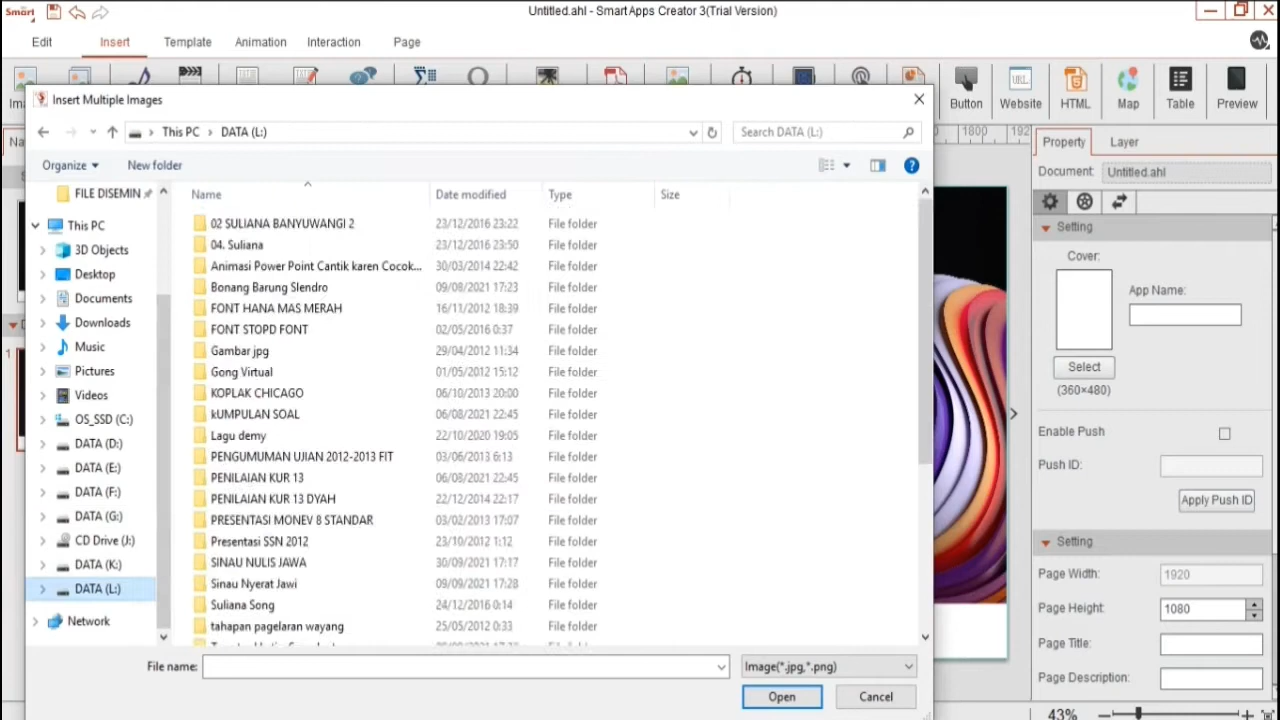 Smart
Untitled.ahl - Smart Apps Creator 3(Trial Version)
Edit Insert Template Animation Interaction Page
Button Website HTML Map Table Preview
URL
Insert Multiple Images
This PC DATA (L:)
Search DATA (L:)
Organize New folder
Name Date modified Type Size
FILE DISEMIN
This PC
3D Objects
Desktop
Documents
Downloads
Music
Pictures
Videos
OS_SSD (C:)
DATA (D:)
DATA (E:)
DATA (F:)
DATA (G:)
CD Drive (J:)
DATA (K:)
DATA (L:)
Network
02 SULIANA BANYUWANGI 2 23/12/2016 23:22 File folder
04. Suliana 23/12/2016 23:50 File folder
Animasi Power Point Cantik karen Cocok... 30/03/2014 22:42 File folder
Bonang Barung Slendro 09/08/2021 17:23 File folder
FONT HANA MAS MERAH 16/11/2012 18:39 File folder
FONT STOPD FONT 02/05/2016 0:37 File folder
Gambar jpg 29/04/2012 11:34 File folder
Gong Virtual 01/05/2012 15:12 File folder
KOPLAK CHICAGO 06/10/2013 20:00 File folder
kUMPULAN SOAL 06/08/2021 22:45 File folder
Lagu demy 22/10/2020 19:05 File folder
PENGUMUMAN UJIAN 2012-2013 FIT 03/06/2013 6:13 File folder
PENILAIAN KUR 13 06/08/2021 22:45 File folder
PENILAIAN KUR 13 DYAH 22/12/2014 22:17 File folder
PRESENTASI MONEV 8 STANDAR 03/02/2013 17:07 File folder
Presentasi SSN 2012 23/10/2012 1:12 File folder
SINAU NULIS JAWA 30/09/2021 17:17 File folder
Sinau Nyerat Jawi 09/09/2021 17:28 File folder
Suliana Song 24/12/2016 0:14 File folder
tahapan pagelaran wayang 25/05/2012 0:33 File folder
File name: Image(*.jpg,*.png)
Open Cancel
1800
1
Property Layer
Document: Untitled.ahl
Setting
Cover:
App Name:
Select
(360×480)
Enable Push
Push ID:
Apply Push ID
Setting
Page Width: 1920
Page Height: 1080
Page Title:
Page Description:
43%